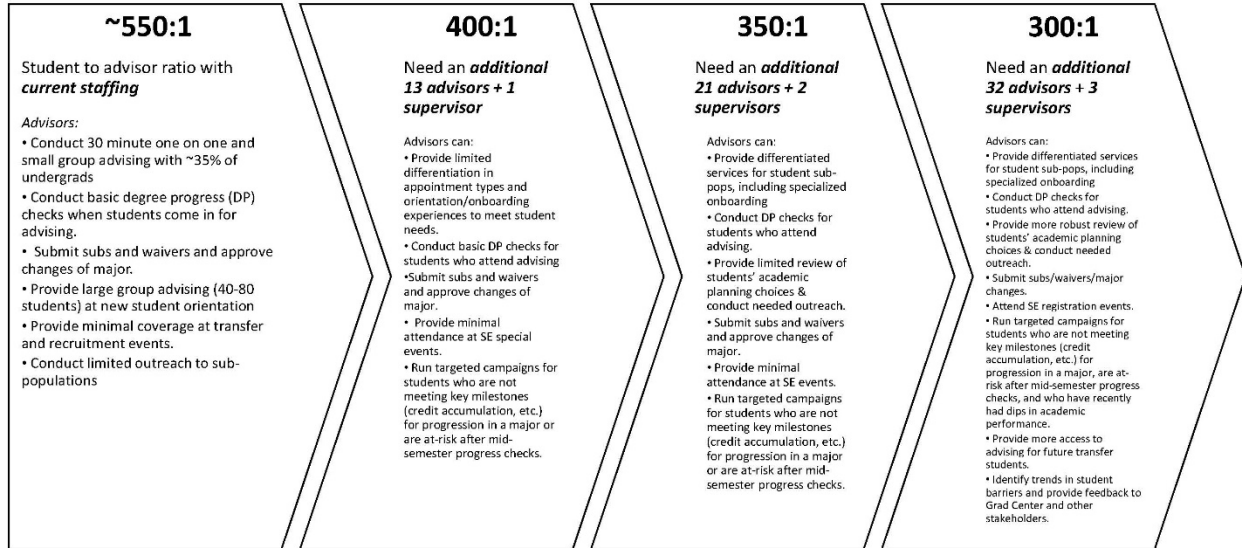 ~550:1
Student to advisor ratio with
current staffing
Advisors:
• Conduct 30 minute one on one and
small group advising with ~35% of
undergrads
• Conduct basic degree progress (DP)
checks when students come in for
advising.
• Submit subs and waivers and approve
changes of major.
• Provide large group advising (40-80
students) at new student orientation
• Provide minimal coverage at transfer
and recruitment events.
• Conduct limited outreach to sub-
populations
400:1
Need an additional
13 advisors + 1
supervisor
Advisors can:
• Provide limited
differentiation in
appointment types and
orientation/onboarding
experiences to meet student
needs.
• Conduct basic DP checks for
students who attend advising
•Submit subs and waivers
and approve changes of
major.
• Provide minimal
attendance at SE special
events.
• Run targeted campaigns for
students who are not
meeting key milestones
(credit accumulation, etc.)
for progression in a major or
are at-risk after mid-
semester progress checks.
350:1
Need an additional
21 advisors + 2
supervisors
Advisors can:
• Provide differentiated
services for student sub-
pops, including specialized
onboarding
• Conduct DP checks for
students who attend
advising.
• Provide limited review of
students' academic
planning choices &
conduct needed outreach.
• Submit subs and waivers
and approve changes of
major.
• Provide minimal
attendance at SE events.
• Run targeted campaigns
for students who are not
meeting key milestones
(credit accumulation, etc.)
for progression in a major
or are at-risk after mid-
semester progress checks.
300:1
Need an additional
32 advisors + 3
supervisors
Advisors can:
• Provide differentiated services
for student sub-pops, including
specialized onboarding
• Conduct DP checks for
students who attend advising.
• Provide more robust review of
students' academic planning
choices & conduct needed
outreach.
• Submit subs/waivers/major
changes.
• Attend SE registration events.
• Run targeted campaigns for
students who are not meeting
key milestones (credit
accumulation, etc.) for
progression in a major, are at-
risk after mid-semester progress
checks, and who have recently
had dips in academic
performance.
• Provide more access to
advising for future transfer
students.
• Identify trends in student
barriers and provide feedback to
Grad Center and other
stakeholders.